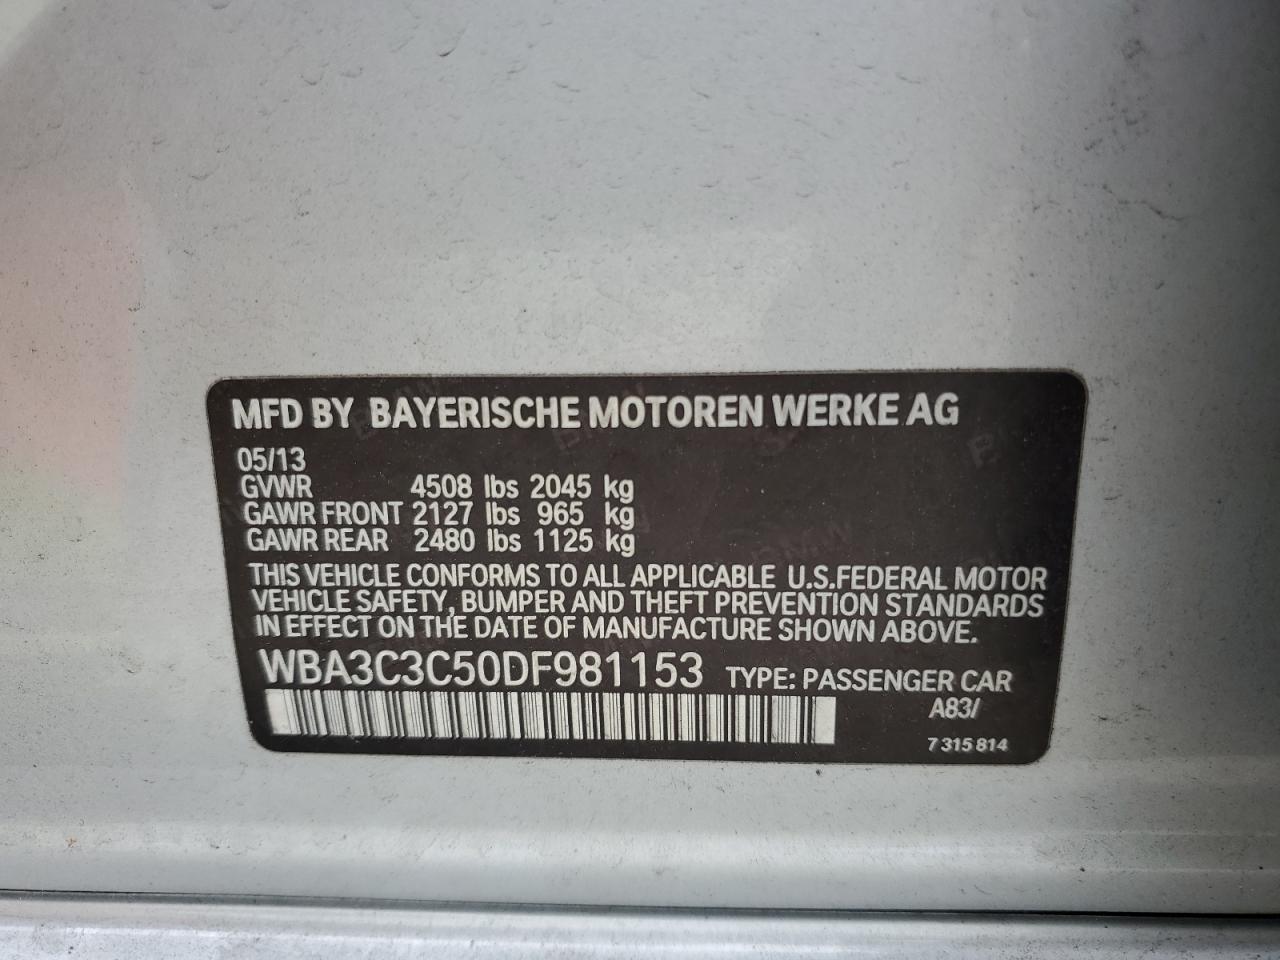 MFD BY BAYERISCHE MOTOREN WERKE AG
05/13
GVWR 4508 lbs 2045 kg
GAWR FRONT 2127 lbs 965 kg
GAWR REAR 2480 lbs 1125 kg
THIS VEHICLE CONFORMS TO ALL APPLICABLE U.S.FEDERAL MOTOR
VEHICLE SAFETY, BUMPER AND THEFT PREVENTION STANDARDS
IN EFFECT ON THE DATE OF MANUFACTURE SHOWN ABOVE.
WBA3C3C50DF981153 TYPE: PASSENGER CAR
A83/
7 315 814